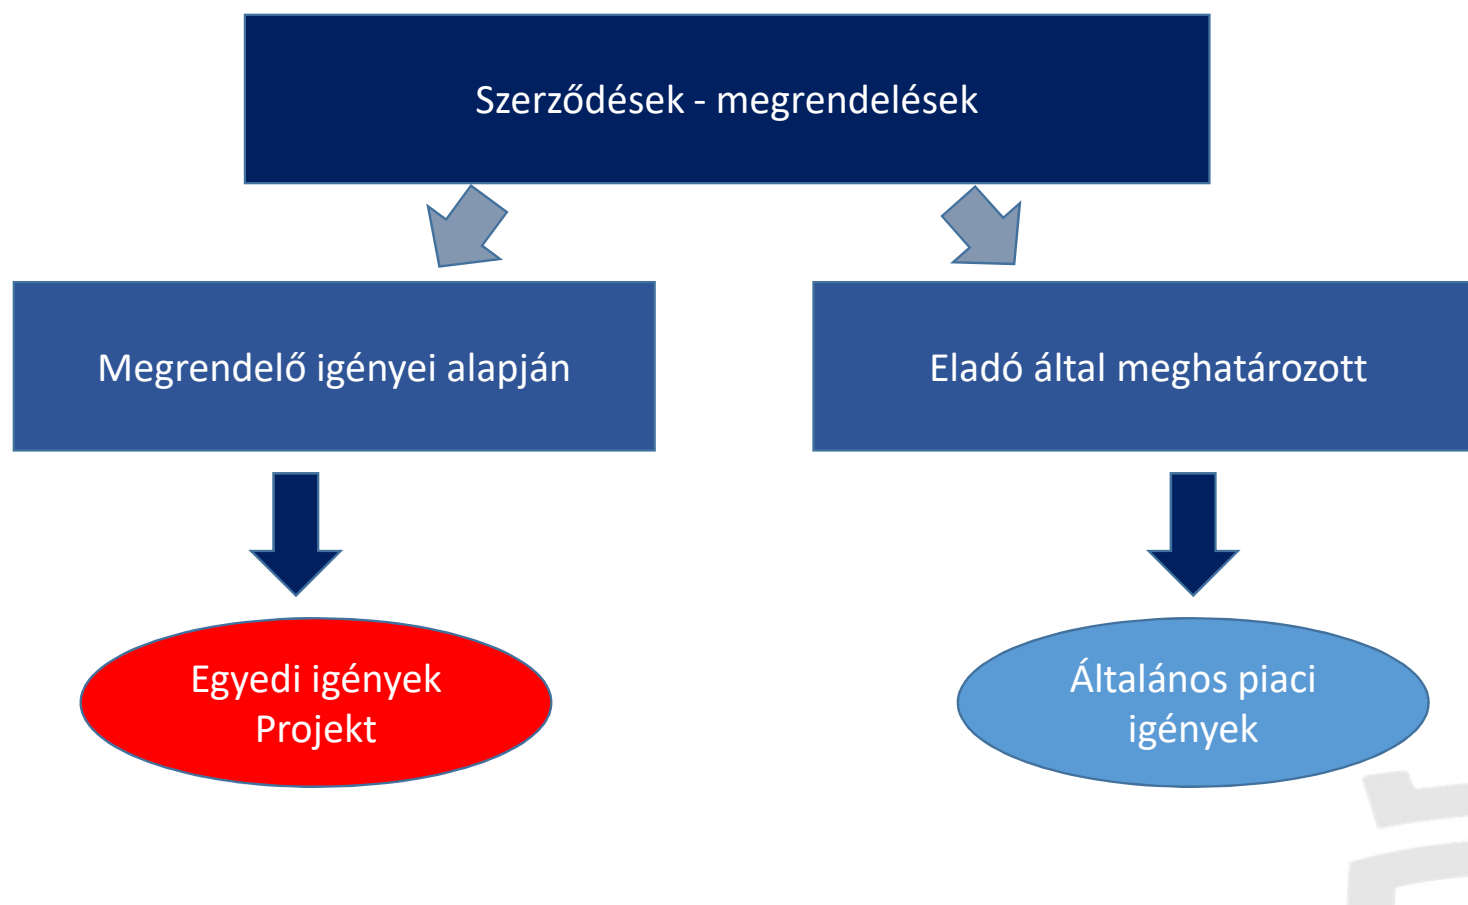 Szerződések - megrendelések
Megrendelő igényei alapján
Eladó által meghatározott
Egyedi igények
Projekt
Általános piaci
igények